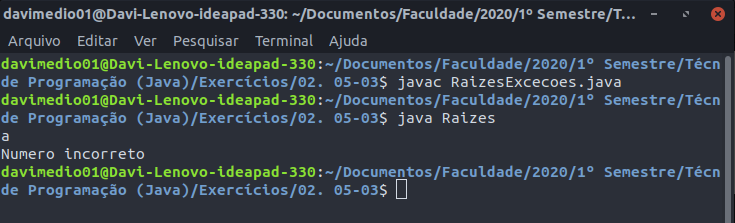 davimedio01@Davi-Lenovo-ideapad-330: ~/Documentos/Faculdade/2020/1º Semestre/T...
Arquivo Editar Ver Pesquisar Terminal Ajuda
davimedio01@Davi-Lenovo-ideapad-330:~/Documentos/Faculdade/2020/1º Semestre/Técn
de Programação (Java)/Exercícios/02. 05-03$ javac RaizesExcecoes.java
davimedio01@Davi-Lenovo-ideapad-330:~/Documentos/Faculdade/2020/1º Semestre/Técn
de Programação (Java)/Exercícios/02. 05-03$ java Raizes
a
Numero incorreto
davimedio01@Davi-Lenovo-ideapad-330:~/Documentos/Faculdade/2020/1º Semestre/Técn
de Programação (Java)/Exercícios/02. 05-03$